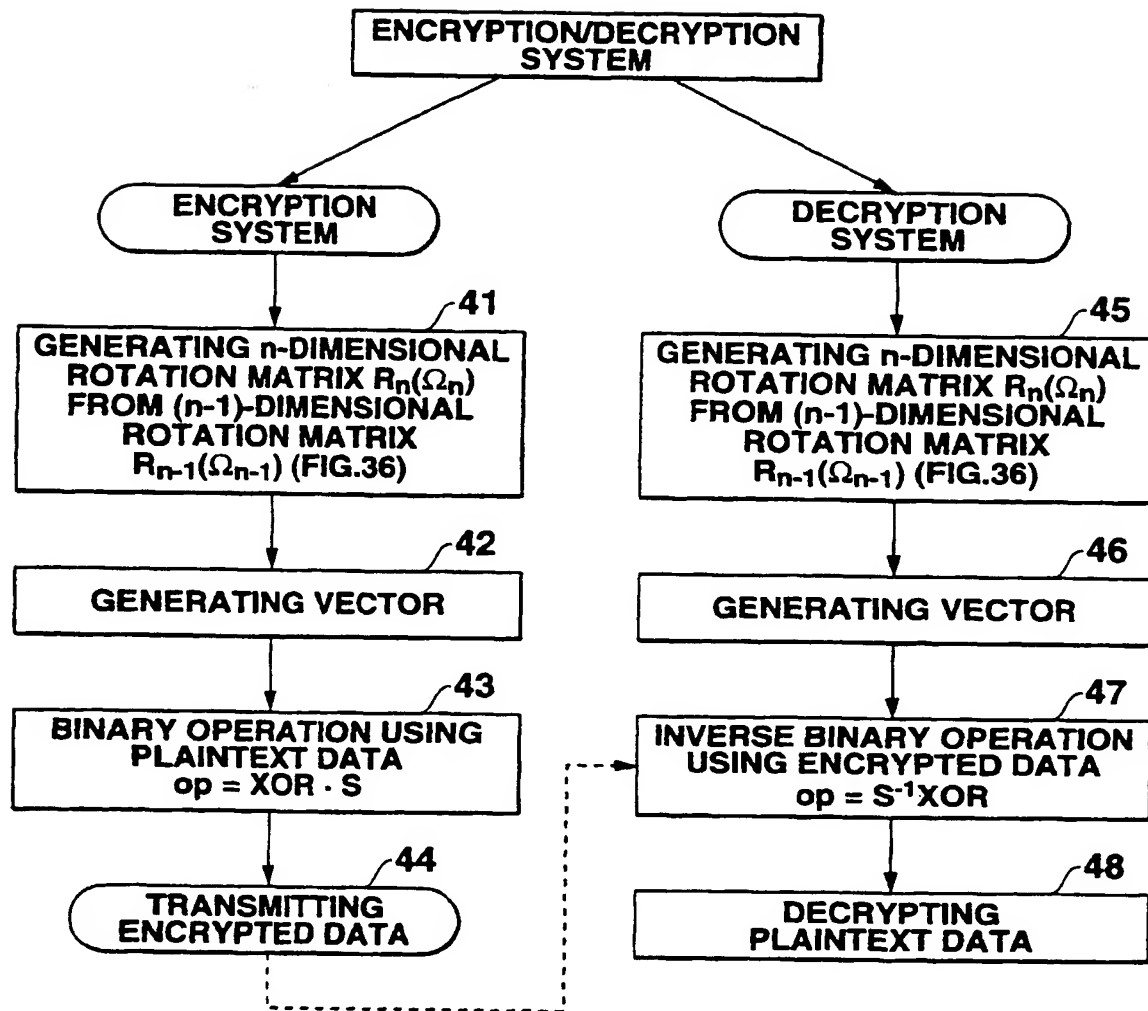 ENCRYPTION/DECRYPTION
SYSTEM
ENCRYPTION
SYSTEM
41
GENERATING n-DIMENSIONAL
ROTATION MATRIX Rn(Ωn)
FROM (n-1)-DIMENSIONAL
ROTATION MATRIX
Rn-1(Ωn-1) (FIG.36)
42
GENERATING VECTOR
43
BINARY OPERATION USING
PLAINTEXT DATA
op = XOR · S
44
TRANSMITTING
ENCRYPTED DATA
DECRYPTION
SYSTEM
45
GENERATING n-DIMENSIONAL
ROTATION MATRIX Rn(Ωn)
FROM (n-1)-DIMENSIONAL
ROTATION MATRIX
Rn-1(Ωn-1) (FIG.36)
46
GENERATING VECTOR
47
INVERSE BINARY OPERATION
USING ENCRYPTED DATA
op = S⁻¹XOR
48
DECRYPTING
PLAINTEXT DATA